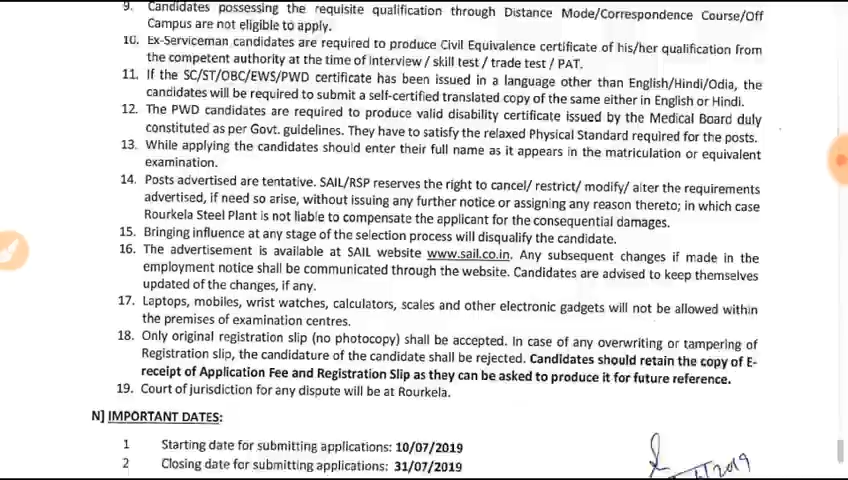 9. Candidates possessing the requisite qualification through Distance Mode/Correspondence Course/Off
Campus are not eligible to apply.
10. Ex-Serviceman candidates are required to produce Civil Equivalence certificate of his/her qualification from
the competent authority at the time of interview / skill test / trade test / PAT.
11. If the SC/ST/OBC/EWS/PWD certificate has been issued in a language other than English/Hindi/Odia, the
candidates will be required to submit a self-certified translated copy of the same either in English or Hindi.
12. The PWD candidates are required to produce valid disability certificate issued by the Medical Board duly
constituted as per Govt. guidelines. They have to satisfy the relaxed Physical Standard required for the posts.
13. While applying the candidates should enter their full name as it appears in the matriculation or equivalent
examination.
14. Posts advertised are tentative. SAIL/RSP reserves the right to cancel/ restrict/ modify/ alter the requirements
advertised, if need so arise, without issuing any further notice or assigning any reason thereto; in which case
Rourkela Steel Plant is not liable to compensate the applicant for the consequential damages.
15. Bringing influence at any stage of the selection process will disqualify the candidate.
16. The advertisement is available at SAIL website www.sail.co.in. Any subsequent changes if made in the
employment notice shall be communicated through the website. Candidates are advised to keep themselves
updated of the changes, if any.
17. Laptops, mobiles, wrist watches, calculators, scales and other electronic gadgets will not be allowed within
the premises of examination centres.
18. Only original registration slip (no photocopy) shall be accepted. In case of any overwriting or tampering of
Registration slip, the candidature of the candidate shall be rejected. Candidates should retain the copy of E-
receipt of Application Fee and Registration Slip as they can be asked to produce it for future reference.
19. Court of jurisdiction for any dispute will be at Rourkela.
N] IMPORTANT DATES:
1 Starting date for submitting applications: 10/07/2019
2 Closing date for submitting applications: 31/07/2019